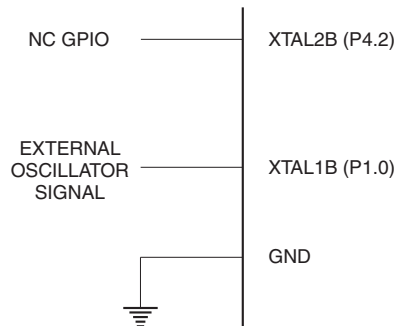 NC GPIO
XTAL2B (P4.2)
EXTERNAL
OSCILLATOR
SIGNAL
XTAL1B (P1.0)
GND